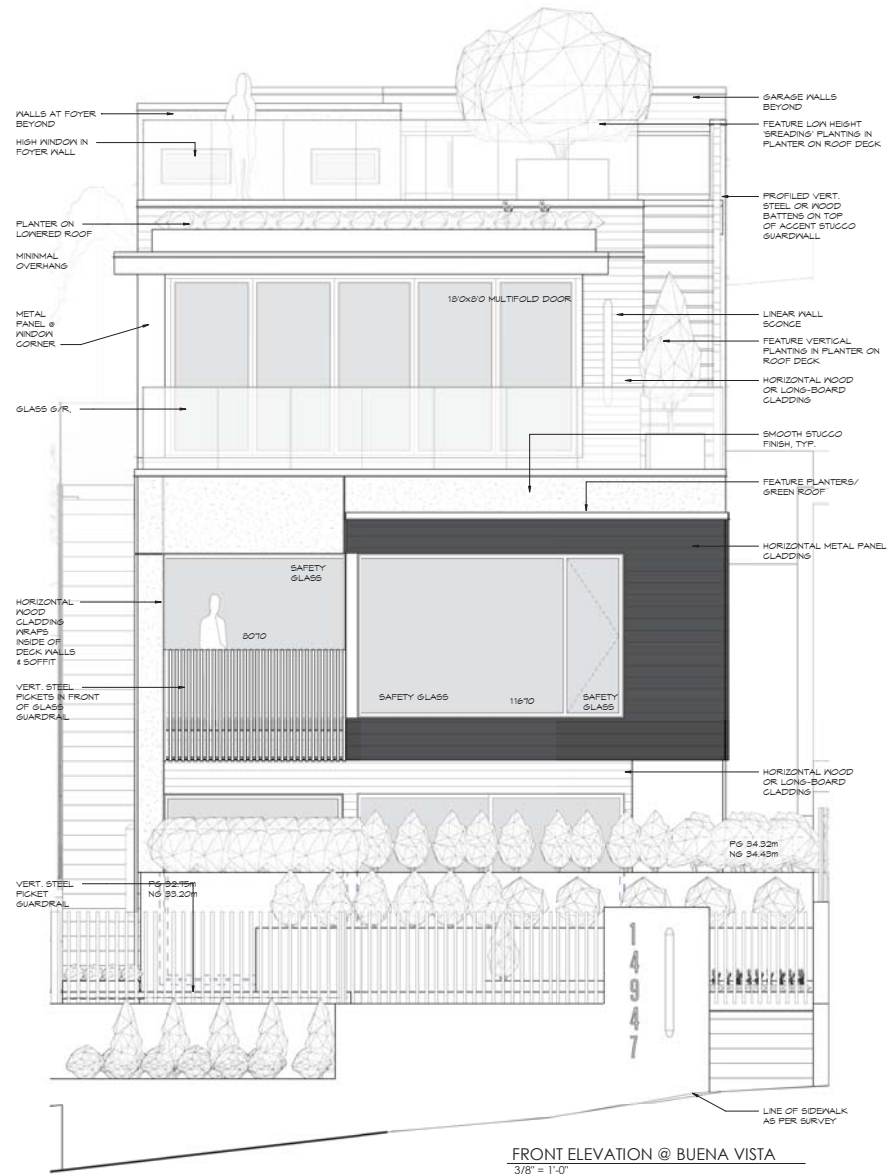 WALLS AT FOYER
BEYOND
HIGH WINDOW IN
FOYER WALL
PLANTER ON
LOWERED ROOF
MININMAL
OVERHANG
METAL
PANEL @
WINDOW
CORNER
GLASS G/R,
HORIZONTAL
WOOD
CLADDING
WRAPS
INSIDE OF
DECK WALLS
& SOFFIT
VERT. STEEL
PICKETS IN FRONT
OF GLASS
GUARDRAIL
VERT. STEEL
PICKET
GUARDRAIL
18'0x8'0 MULTIFOLD DOOR
SAFETY
GLASS
8070
SAFETY GLASS
11670
SAFETY
GLASS
PG 34.32m
NG 34.43m
PG 32.75m
NG 33.20m
14947
GARAGE WALLS
BEYOND
FEATURE LOW HEIGHT
'SREADING' PLANTING IN
PLANTER ON ROOF DECK
PROFILED VERT.
STEEL OR WOOD
BATTENS ON TOP
OF ACCENT STUCCO
GUARDWALL
LINEAR WALL
SCONCE
FEATURE VERTICAL
PLANTING IN PLANTER ON
ROOF DECK
HORIZONTAL WOOD
OR LONG-BOARD
CLADDING
SMOOTH STUCCO
FINISH, TYP.
FEATURE PLANTERS/
GREEN ROOF
HORIZONTAL METAL PANEL
CLADDING
HORIZONTAL WOOD
OR LONG-BOARD
CLADDING
LINE OF SIDEWALK
AS PER SURVEY
FRONT ELEVATION @ BUENA VISTA
3/8" = 1'-0"